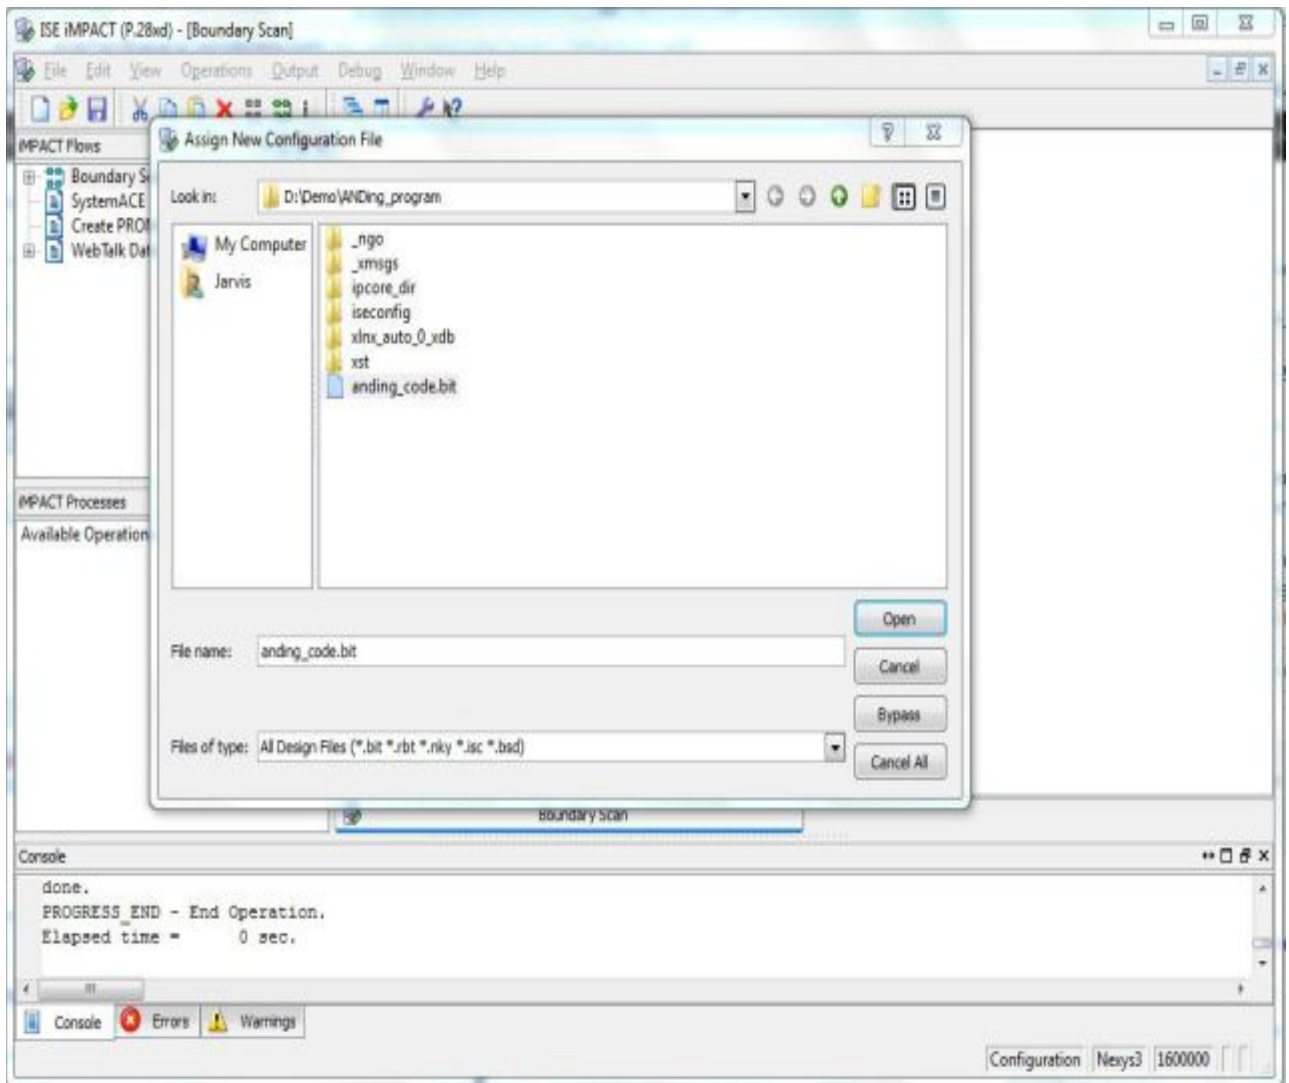 ISE iMPACT (P.28xd) - [Boundary Scan]
File Edit View Operations Output Debug Window Help
iMPACT Flows
Boundary S
SystemACE
Create PROM
WebTalk Dat
Assign New Configuration File
Look in: D:\Demo\ANDing_program
My Computer
Jarvis
_ngo
_xmsgs
ipcore_dir
iseconfig
xlnx_auto_0_xdb
xst
anding_code.bit
Open
File name: anding_code.bit
Cancel
Bypass
Files of type: All Design Files (*.bit *.rbt *.nky *.isc *.bsd)
Cancel All
iMPACT Processes
Available Operation
Boundary Scan
Console
done.
PROGRESS_END - End Operation.
Elapsed time = 0 sec.
Console Errors Warnings
Configuration Nexys3 1600000